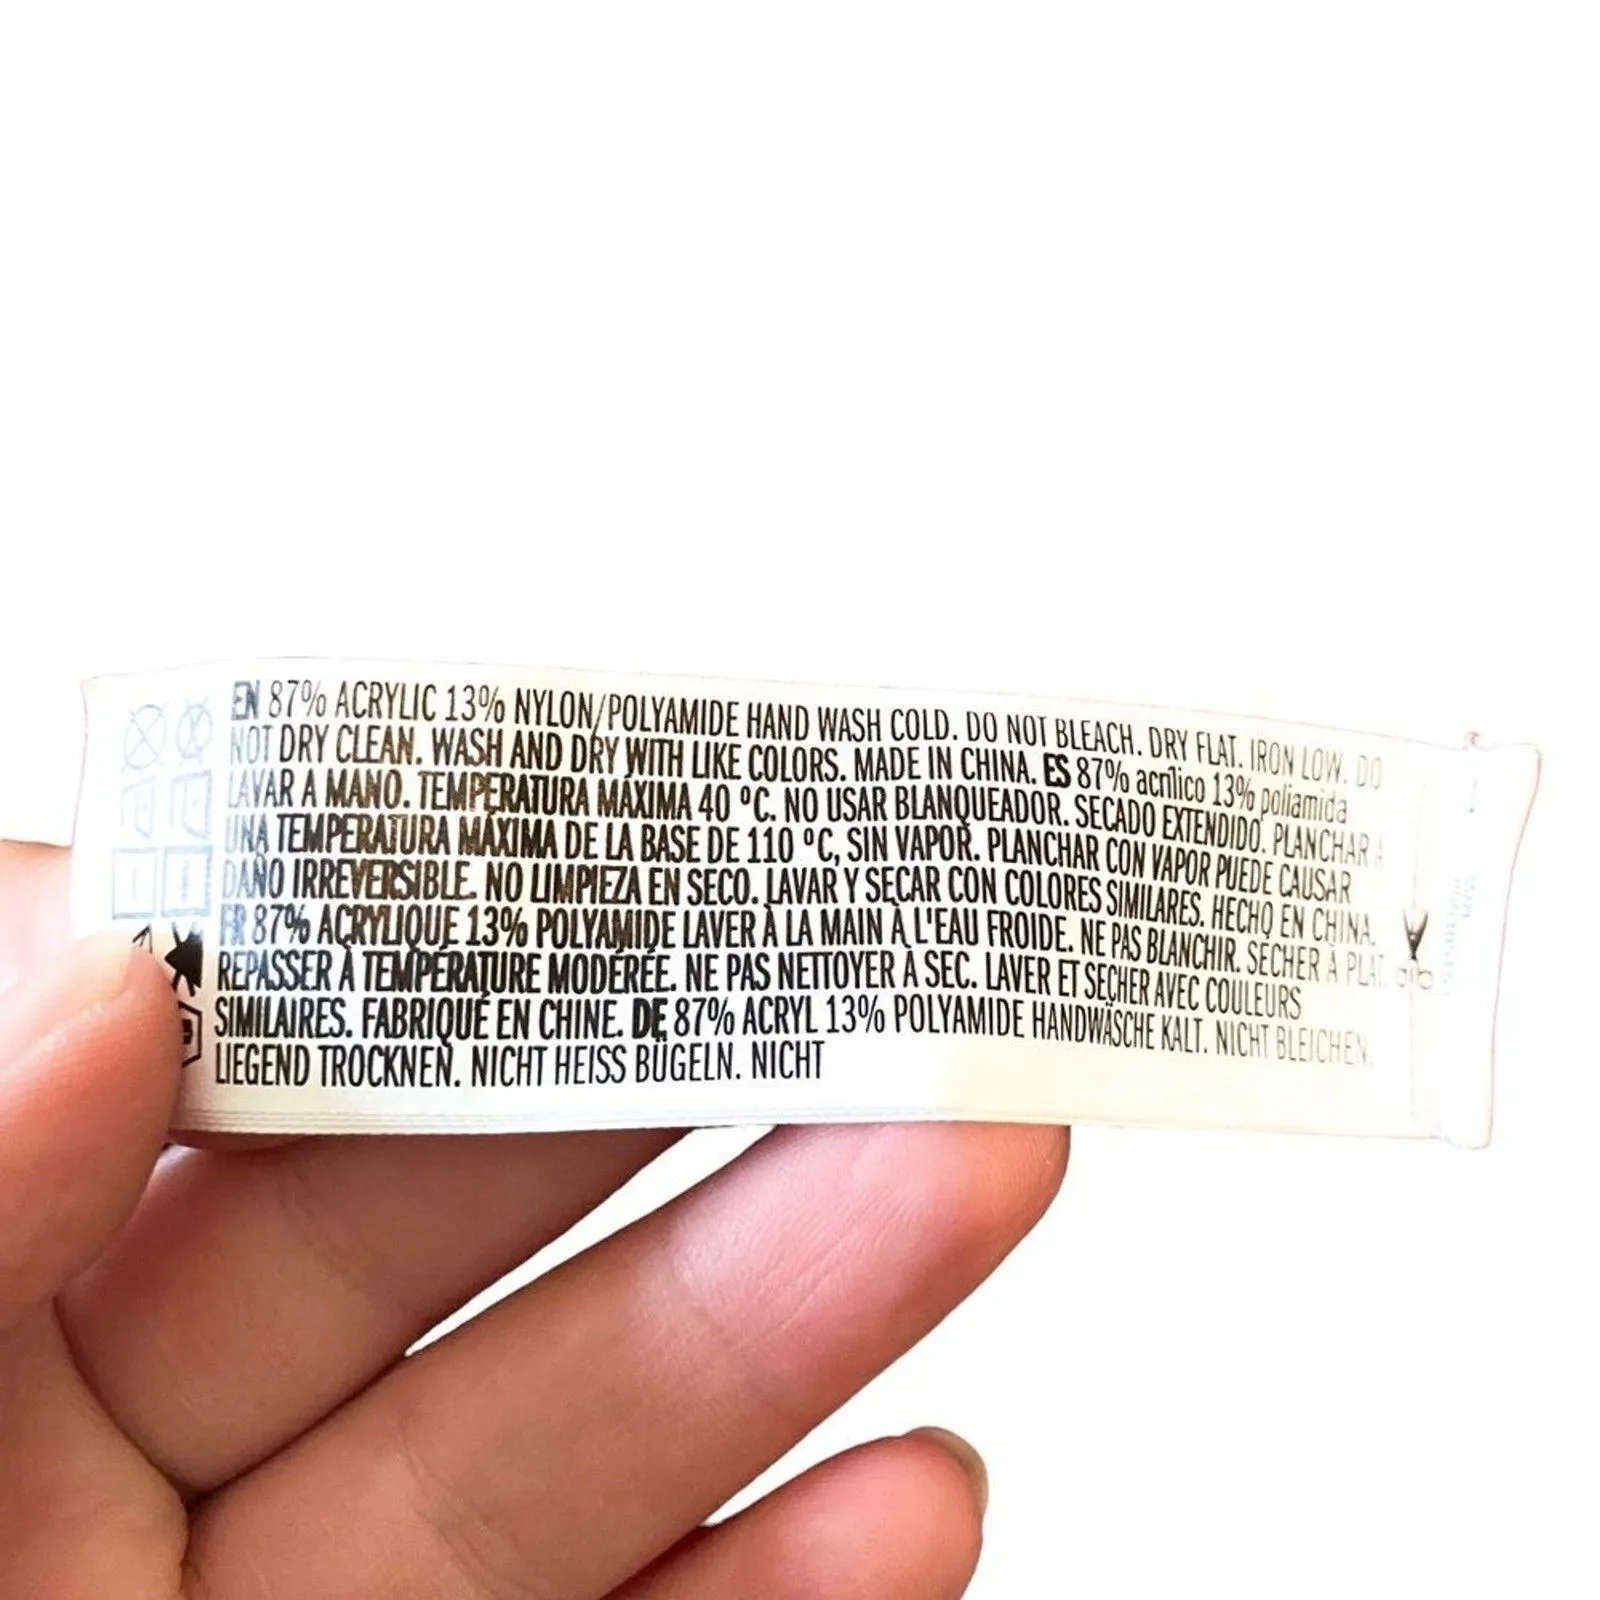 EN 87% ACRYLIC 13% NYLON/POLYAMIDE HAND WASH COLD. DO NOT BLEACH. DRY FLAT. IRON LOW. DO
NOT DRY CLEAN. WASH AND DRY WITH LIKE COLORS. MADE IN CHINA. ES 87% acrílico 13% poliamida
LAVAR A MANO. TEMPERATURA MÁXIMA 40 ºC. NO USAR BLANQUEADOR. SECADO EXTENDIDO. PLANCHAR A
UNA TEMPERATURA MÁXIMA DE LA BASE DE 110 ºC, SIN VAPOR. PLANCHAR CON VAPOR PUEDE CAUSAR
DAÑO IRREVERSIBLE. NO LIMPIEZA EN SECO. LAVAR Y SECAR CON COLORES SIMILARES. HECHO EN CHINA.
FR 87% ACRYLIQUE 13% POLYAMIDE LAVER À LA MAIN À L'EAU FROIDE. NE PAS BLANCHIR. SECHER À PLAT.
REPASSER À TEMPÉRATURE MODÉRÉE. NE PAS NETTOYER À SEC. LAVER ET SECHER AVEC COULEURS
SIMILAIRES. FABRIQUÉ EN CHINE. DE 87% ACRYL 13% POLYAMIDE HANDWÄSCHE KALT. NICHT BLEICHEN.
LIEGEND TROCKNEN. NICHT HEISS BÜGELN. NICHT